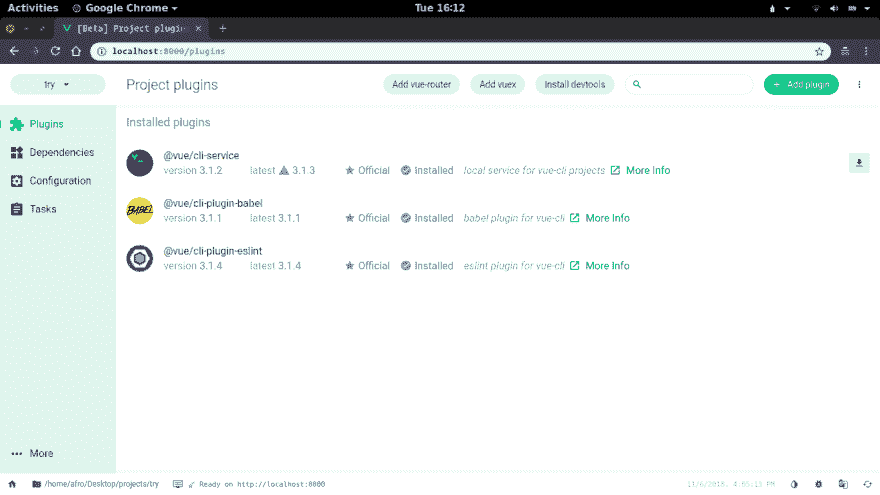 Activities Google Chrome Tue 16:12
[Beta] Project plugin
localhost:8000/plugins
try Project plugins Add vue-router Add vuex Install devtools + Add plugin
Plugins
Dependencies
Configuration
Tasks
Installed plugins
@vue/cli-service
version 3.1.2 latest 3.1.3 Official Installed local service for vue-cli projects More Info
BABEL
@vue/cli-plugin-babel
version 3.1.1 latest 3.1.1 Official Installed babel plugin for vue-cli More Info
@vue/cli-plugin-eslint
version 3.1.4 latest 3.1.4 Official Installed eslint plugin for vue-cli More Info
More
/home/afro/Desktop/projects/try Ready on http://localhost:8000